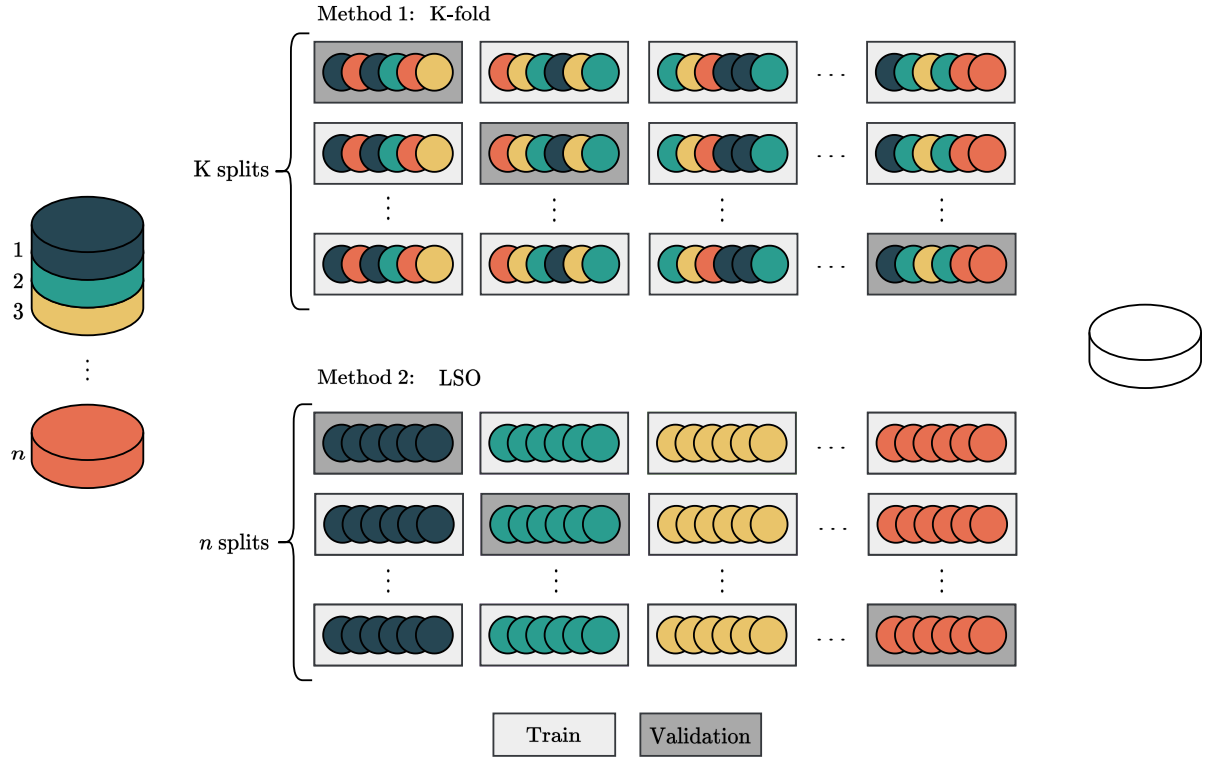 Method 1: K-fold
. . .
K splits
. . .
1
2
3
. . .
Method 2: LSO
n
. . .
n splits
. . .
. . .
Train
Validation